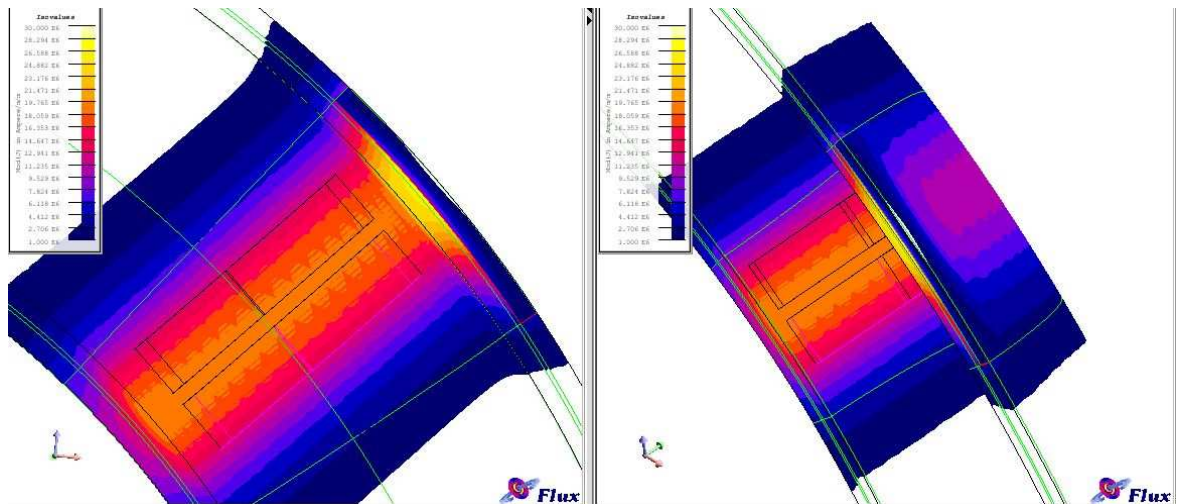 Isovalues
30.000 E6
28.294 E6
26.588 E6
24.882 E6
23.176 E6
21.471 E6
19.765 E6
18.059 E6
16.353 E6
14.647 E6
12.941 E6
11.235 E6
9.529 E6
7.824 E6
6.118 E6
4.412 E6
2.706 E6
1.000 E6
Flux
Isovalues
30.000 E6
28.294 E6
26.588 E6
24.882 E6
23.176 E6
21.471 E6
19.765 E6
18.059 E6
16.353 E6
14.647 E6
12.941 E6
11.235 E6
9.529 E6
7.824 E6
6.118 E6
4.412 E6
2.706 E6
1.000 E6
Flux